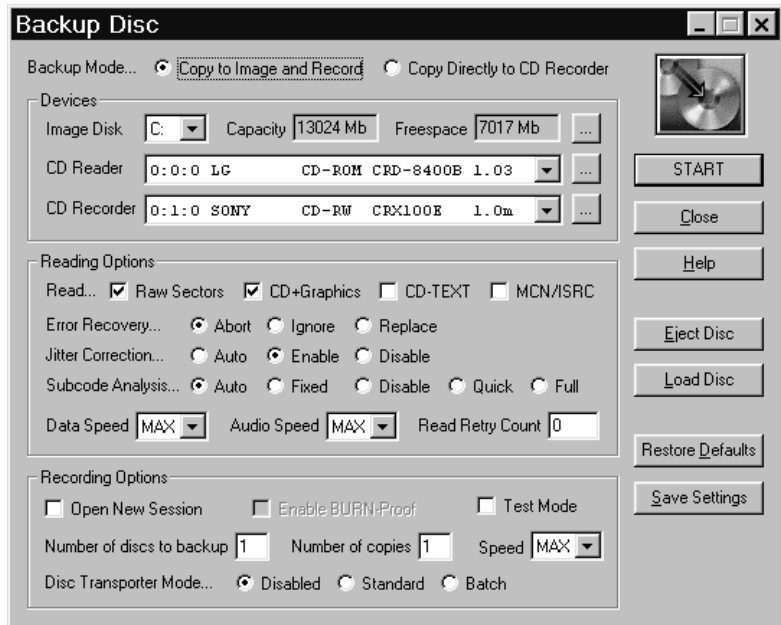 Backup Disc
Backup Mode... Copy to Image and Record Copy Directly to CD Recorder
Devices
Image Disk C: Capacity 13024 Mb Freespace 7017 Mb ...
CD Reader 0:0:0 LG CD-ROM CRD-8400B 1.03 ...
CD Recorder 0:1:0 SONY CD-RW CRX100E 1.0m ...
Reading Options
Read... Raw Sectors CD+Graphics CD-TEXT MCN/ISRC
Error Recovery... Abort Ignore Replace
Jitter Correction... Auto Enable Disable
Subcode Analysis... Auto Fixed Disable Quick Full
Data Speed MAX Audio Speed MAX Read Retry Count 0
Recording Options
Open New Session Enable BURN-Proof Test Mode
Number of discs to backup 1 Number of copies 1 Speed MAX
Disc Transporter Mode... Disabled Standard Batch
START
Close
Help
Eject Disc
Load Disc
Restore Defaults
Save Settings